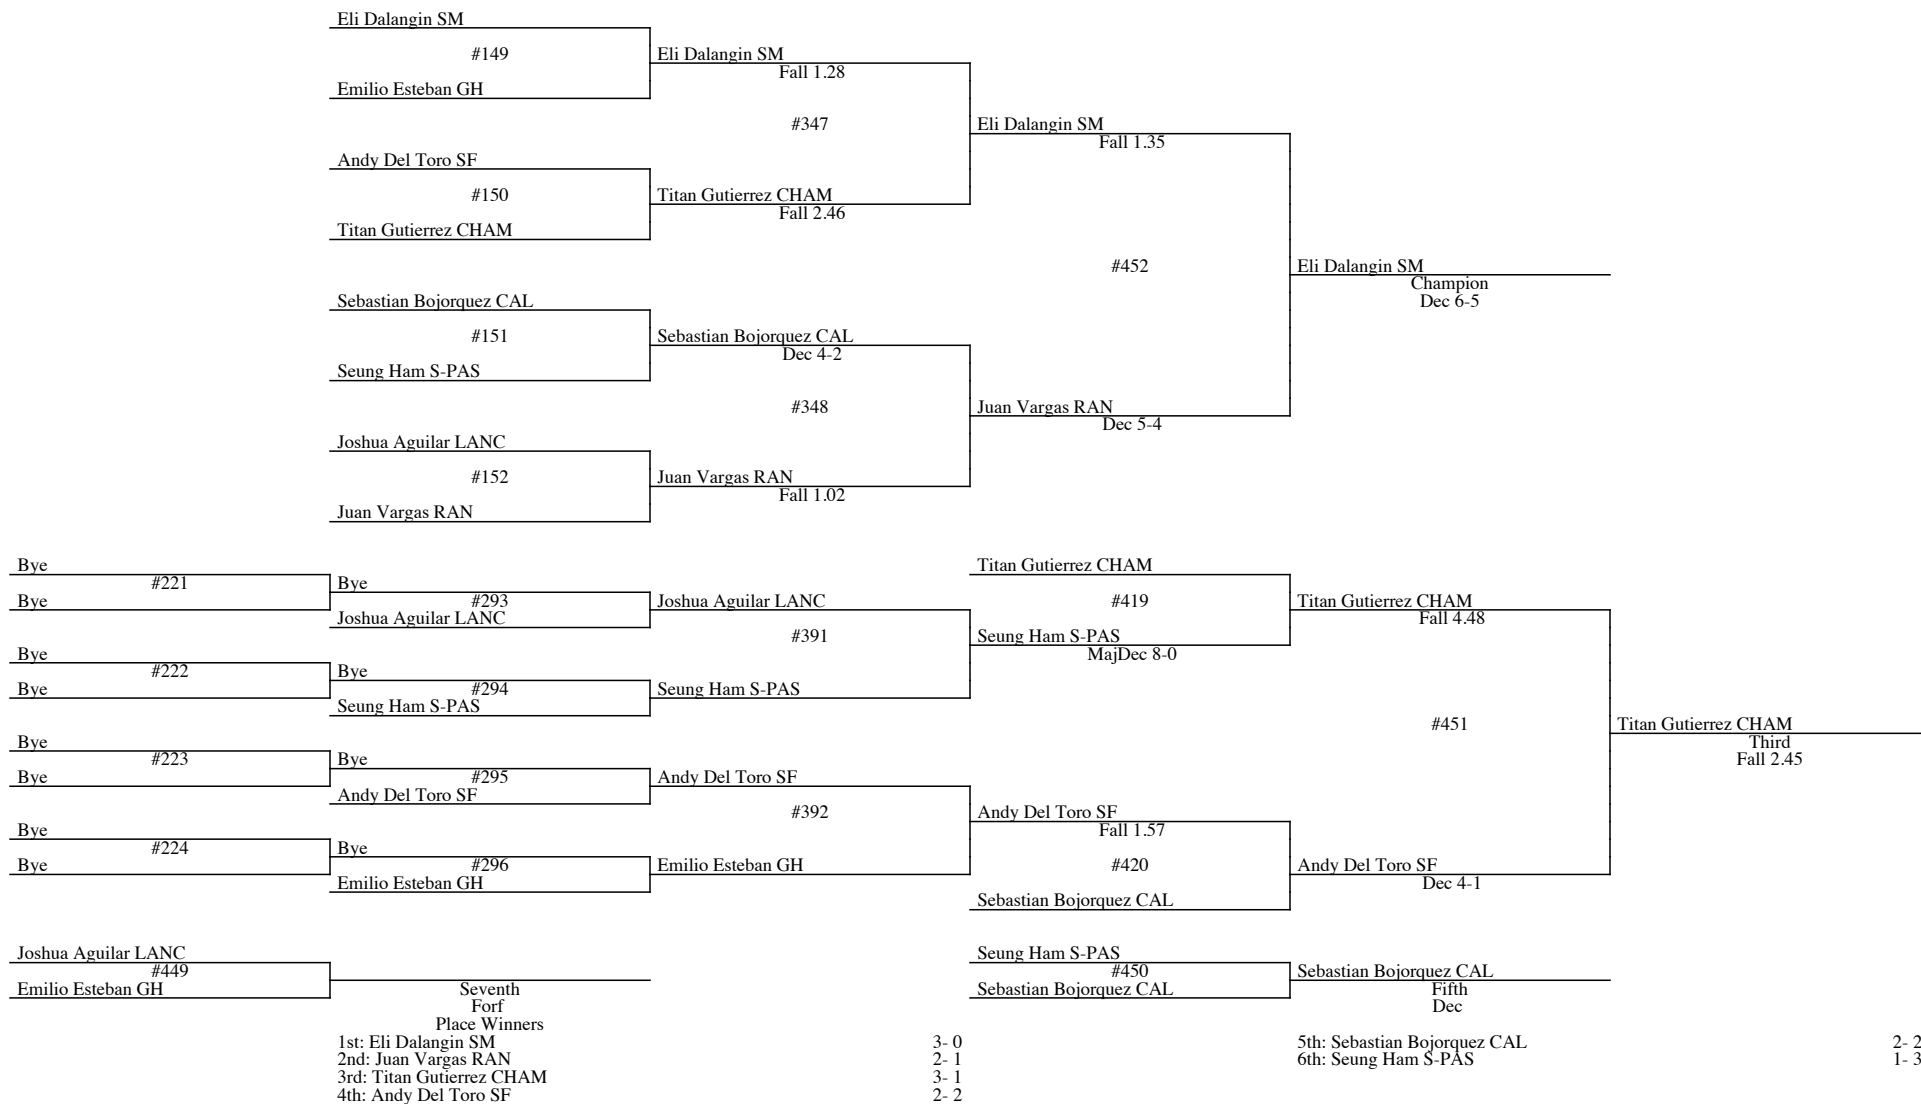 Eli Dalangin SM
#149
Eli Dalangin SM
Fall 1.28
Emilio Esteban GH
#347
Eli Dalangin SM
Fall 1.35
Andy Del Toro SF
#150
Titan Gutierrez CHAM
Fall 2.46
Titan Gutierrez CHAM
#452
Eli Dalangin SM
Champion
Dec 6-5
Sebastian Bojorquez CAL
#151
Sebastian Bojorquez CAL
Dec 4-2
Seung Ham S-PAS
#348
Juan Vargas RAN
Dec 5-4
Joshua Aguilar LANC
#152
Juan Vargas RAN
Fall 1.02
Juan Vargas RAN
Bye
#221
Bye
Bye
#293
Joshua Aguilar LANC
Joshua Aguilar LANC
#391
Titan Gutierrez CHAM
#419
Seung Ham S-PAS
MajDec 8-0
Titan Gutierrez CHAM
Fall 4.48
Bye
#222
Bye
Bye
#294
Seung Ham S-PAS
Seung Ham S-PAS
#451
Titan Gutierrez CHAM
Third
Fall 2.45
Bye
#223
Bye
Bye
#295
Andy Del Toro SF
Andy Del Toro SF
#392
Andy Del Toro SF
Fall 1.57
#420
Sebastian Bojorquez CAL
Andy Del Toro SF
Dec 4-1
Bye
#224
Bye
Bye
#296
Emilio Esteban GH
Emilio Esteban GH
Joshua Aguilar LANC
#449
Emilio Esteban GH
Seventh
Forf
Seung Ham S-PAS
#450
Sebastian Bojorquez CAL
Sebastian Bojorquez CAL
Fifth
Dec
Place Winners
1st: Eli Dalangin SM 3- 0
2nd: Juan Vargas RAN 2- 1
3rd: Titan Gutierrez CHAM 3- 1
4th: Andy Del Toro SF 2- 2
5th: Sebastian Bojorquez CAL 2- 2
6th: Seung Ham S-PAS 1- 3